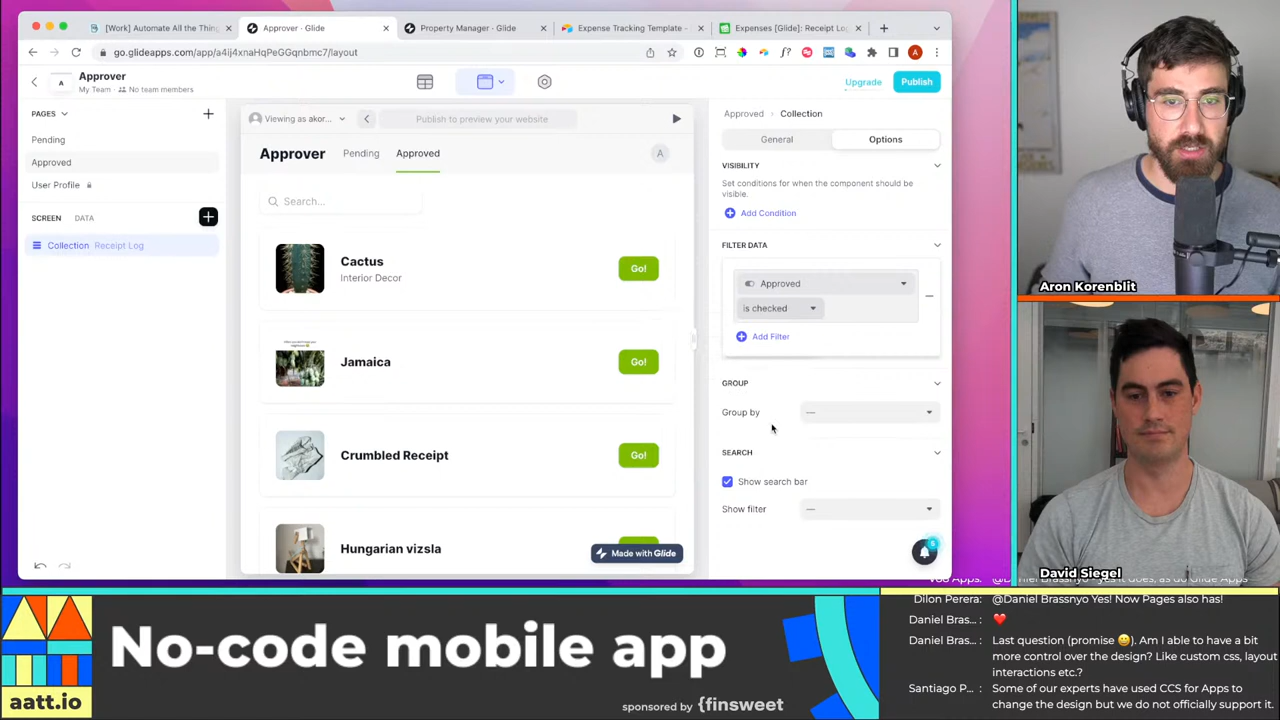 [Work] Automate All the Thing
Approver · Glide
Property Manager - Glide
Expense Tracking Template -
Expenses [Glide]: Receipt Log
go.glideapps.com/app/a4ij4xnaHqPeGGqnbmc7/layout
A
Approver
My Team · No team members
Upgrade
Publish
PAGES
Pending
Approved
User Profile
SCREEN
DATA
Collection Receipt Log
Viewing as akor...
Publish to preview your website
Approver
Pending
Approved
A
Search...
Cactus
Interior Decor
Go!
Jamaica
Go!
Crumbled Receipt
Go!
Hungarian vizsla
Made with Glide
Approved > Collection
General
Options
VISIBILITY
Set conditions for when the component should be
visible.
Add Condition
FILTER DATA
Approved
is checked
Add Filter
GROUP
Group by
SEARCH
Show search bar
Show filter
Aron Korenblit
David Siegel
aatt.io
No-code mobile app
sponsored by {finsweet
Dilon Perera: @Daniel Brassnyo Yes! Now Pages also has!
Daniel Bras... : ❤️
Daniel Bras... : Last question (promise 😀). Am I able to have a bit
more control over the design? Like custom css, layout
interactions etc.?
Santiago P... : Some of our experts have used CCS for Apps to
change the design but we do not officially support it.